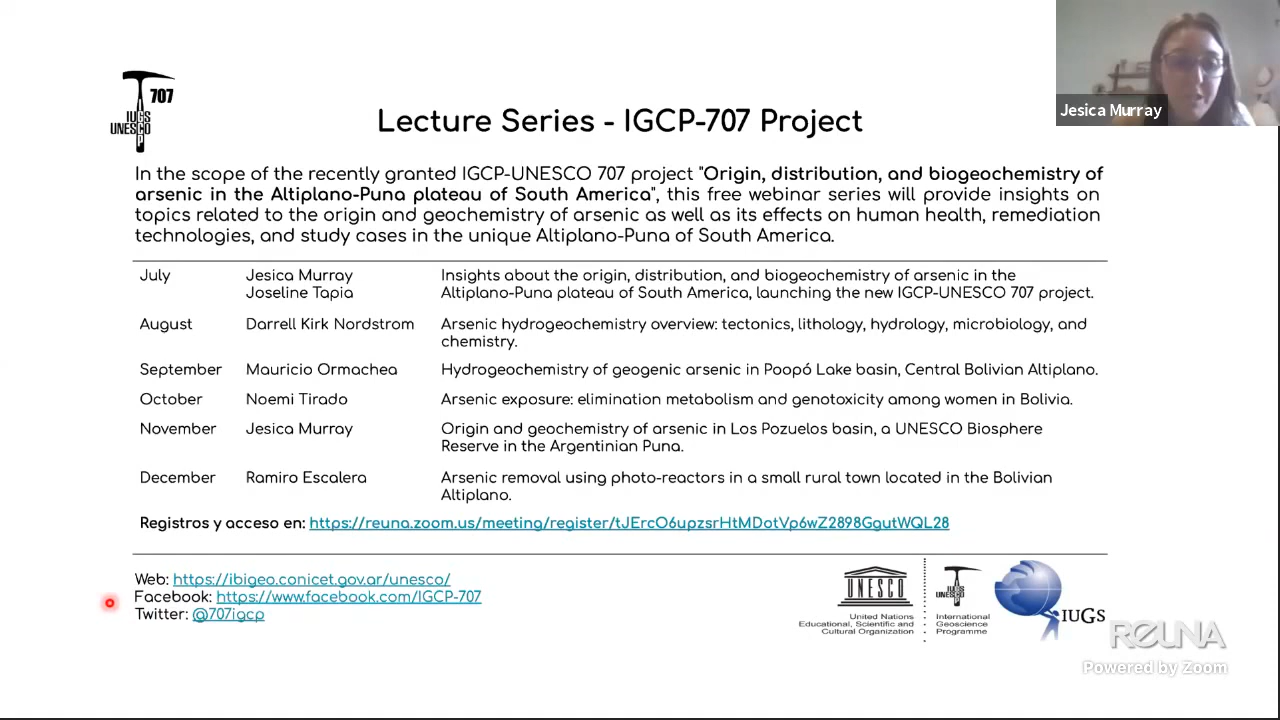 Jesica Murray
707
IUGS
UNESCO
Lecture Series - IGCP-707 Project
In the scope of the recently granted IGCP-UNESCO 707 project "Origin, distribution, and biogeochemistry of
arsenic in the Altiplano-Puna plateau of South America", this free webinar series will provide insights on
topics related to the origin and geochemistry of arsenic as well as its effects on human health, remediation
technologies, and study cases in the unique Altiplano-Puna of South America.
July Jesica Murray Insights about the origin, distribution, and biogeochemistry of arsenic in the
Joseline Tapia Altiplano-Puna plateau of South America, launching the new IGCP-UNESCO 707 project.
August Darrell Kirk Nordstrom Arsenic hydrogeochemistry overview: tectonics, lithology, hydrology, microbiology, and
chemistry.
September Mauricio Ormachea Hydrogeochemistry of geogenic arsenic in Poopó Lake basin, Central Bolivian Altiplano.
October Noemi Tirado Arsenic exposure: elimination metabolism and genotoxicity among women in Bolivia.
November Jesica Murray Origin and geochemistry of arsenic in Los Pozuelos basin, a UNESCO Biosphere
Reserve in the Argentinian Puna.
December Ramiro Escalera Arsenic removal using photo-reactors in a small rural town located in the Bolivian
Altiplano.
Registros y acceso en: https://reuna.zoom.us/meeting/register/tJErcO6upzsrHtMDotVp6wZ2898GgutWQL28
Web: https://ibigeo.conicet.gov.ar/unesco/
Facebook: https://www.facebook.com/IGCP-707
Twitter: @707igcp
UNESCO
United Nations
Educational, Scientific and
Cultural Organization
IUGS
UNESCO
International
Geoscience
Programme
IUGS
REUNA
Powered by Zoom